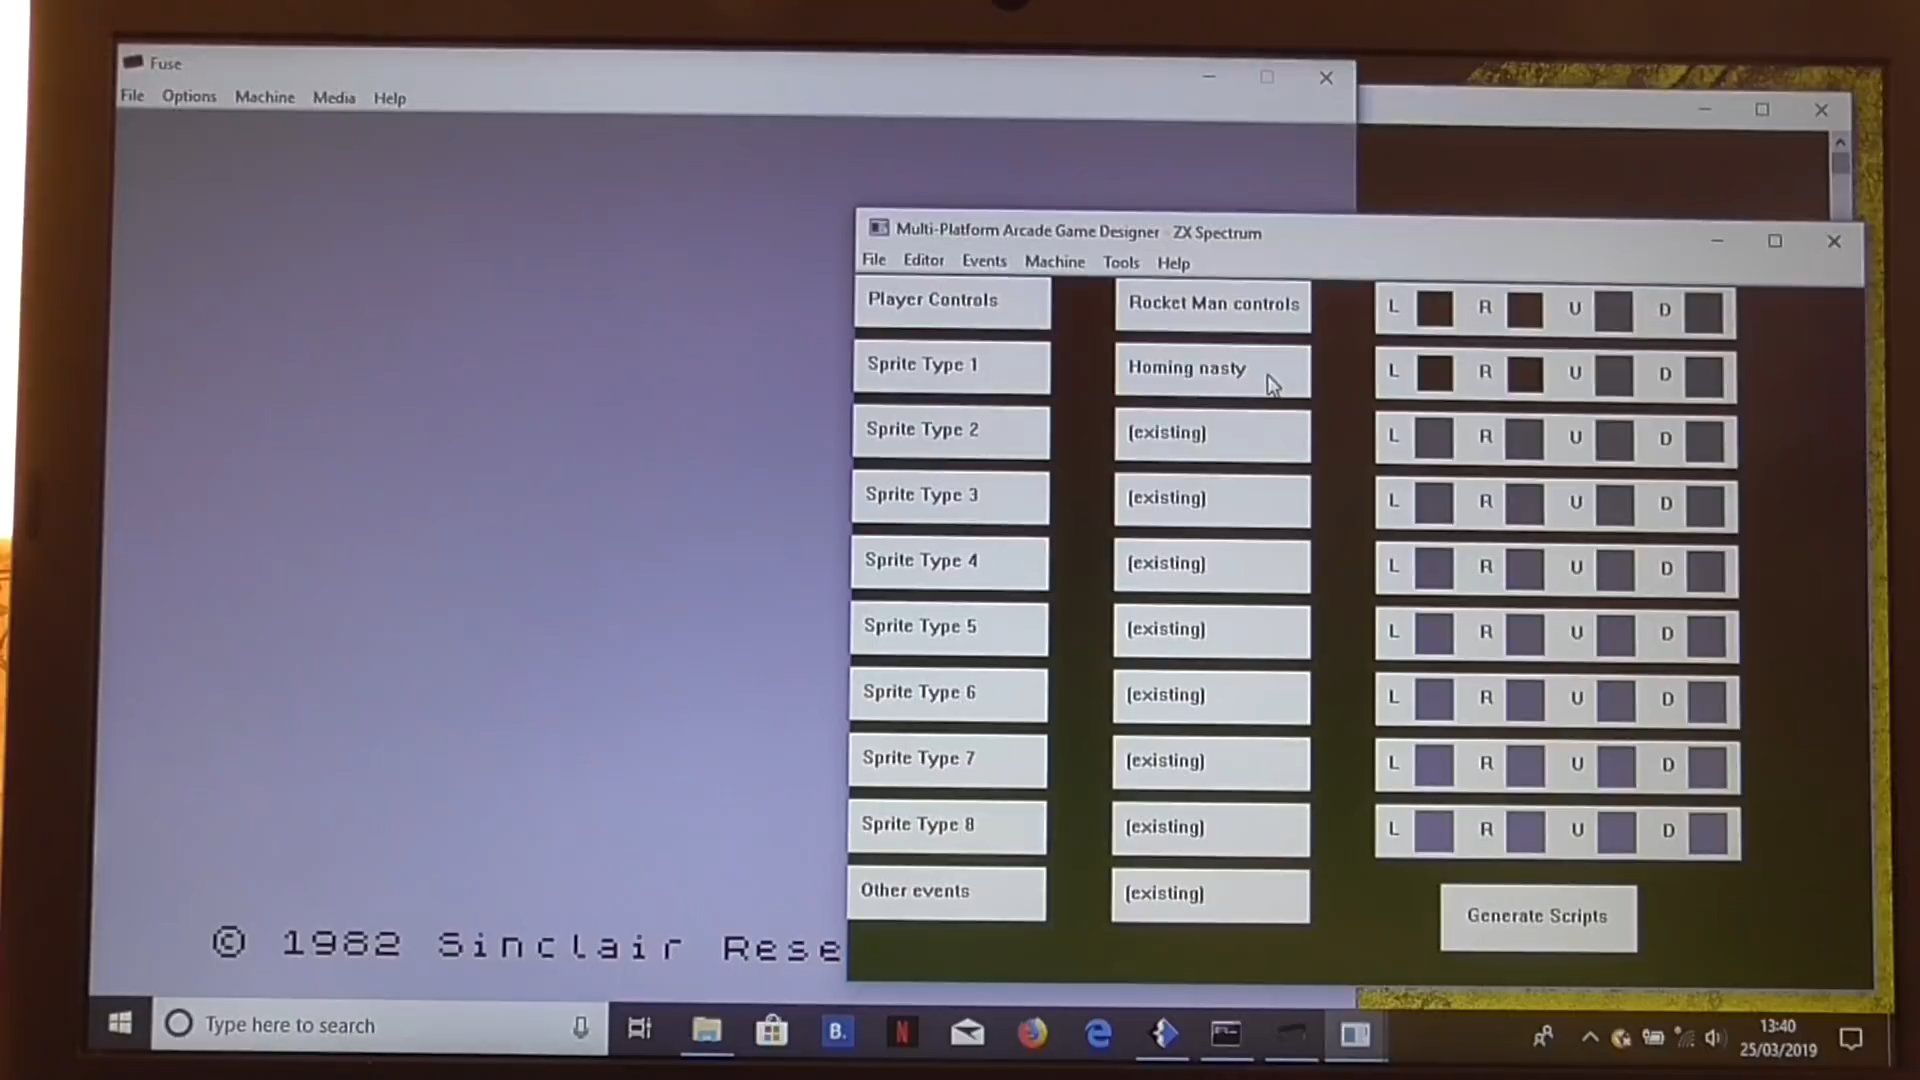 Fuse
File Options Machine Media Help
© 1982 Sinclair Rese
Multi-Platform Arcade Game Designer - ZX Spectrum
File Editor Events Machine Tools Help
Player Controls Rocket Man controls L R U D
Sprite Type 1 Homing nasty L R U D
Sprite Type 2 (existing) L R U D
Sprite Type 3 (existing) L R U D
Sprite Type 4 (existing) L R U D
Sprite Type 5 (existing) L R U D
Sprite Type 6 (existing) L R U D
Sprite Type 7 (existing) L R U D
Sprite Type 8 (existing) L R U D
Other events (existing)
Generate Scripts
Type here to search
B.
N
13:40
25/03/2019